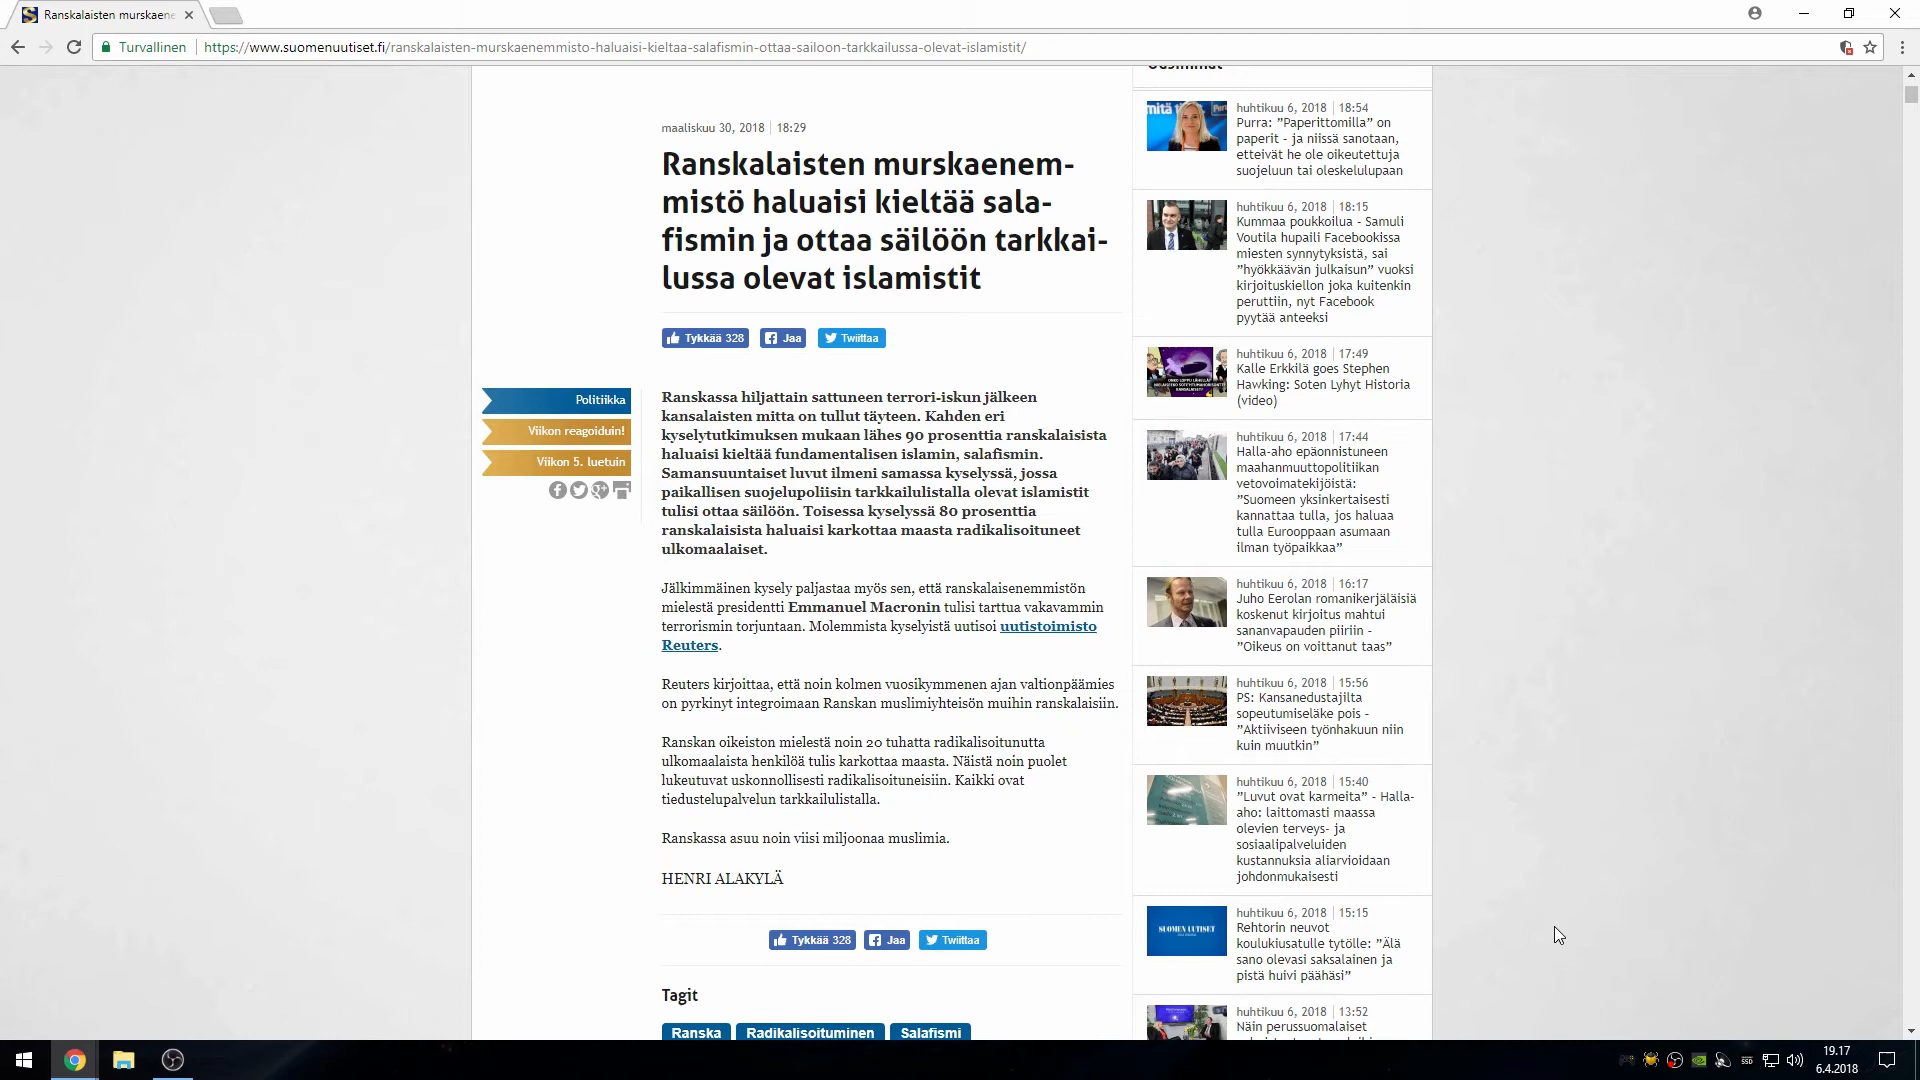 Ranskalaisten murskaene
Turvallinen
https://www.suomenuutiset.fi/ranskalaisten-murskaenemmisto-haluaisi-kieltaa-salafismin-ottaa-sailoon-tarkkailussa-olevat-islamistit/
maaliskuu 30, 2018 | 18:29
Ranskalaisten murskaenem-
mistö haluaisi kieltää sala-
fismin ja ottaa säilöön tarkkai-
lussa olevat islamistit
Tykkää 328
Jaa
Twiittaa
Politiikka
Viikon reagoiduin!
Viikon 5. luetuin
Ranskassa hiljattain sattuneen terrori-iskun jälkeen
kansalaisten mitta on tullut täyteen. Kahden eri
kyselytutkimuksen mukaan lähes 90 prosenttia ranskalaisista
haluaisi kieltää fundamentalisen islamin, salafismin.
Samansuuntaiset luvut ilmeni samassa kyselyssä, jossa
paikallisen suojelupoliisin tarkkailulistalla olevat islamistit
tulisi ottaa säilöön. Toisessa kyselyssä 80 prosenttia
ranskalaisista haluaisi karkottaa maasta radikalisoituneet
ulkomaalaiset.
Jälkimmäinen kysely paljastaa myös sen, että ranskalaisenemmistön
mielestä presidentti Emmanuel Macronin tulisi tarttua vakavammin
terrorismin torjuntaan. Molemmista kyselyistä uutisoi uutistoimisto
Reuters.
Reuters kirjoittaa, että noin kolmen vuosikymmenen ajan valtionpäämies
on pyrkinyt integroimaan Ranskan muslimiyhteisön muihin ranskalaisiin.
Ranskan oikeiston mielestä noin 20 tuhatta radikalisoitunutta
ulkomaalaista henkilöä tulis karkottaa maasta. Näistä noin puolet
lukeutuvat uskonnollisesti radikalisoituneisiin. Kaikki ovat
tiedustelupalvelun tarkkailulistalla.
Ranskassa asuu noin viisi miljoonaa muslimia.
HENRI ALAKYLÄ
Tykkää 328
Jaa
Twiittaa
Tagit
Ranska
Radikalisoituminen
Salafismi
Uusimmat
huhtikuu 6, 2018 | 18:54
Purra: ”Paperittomilla” on
paperit - ja niissä sanotaan,
etteivät he ole oikeutettuja
suojeluun tai oleskelulupaan
huhtikuu 6, 2018 | 18:15
Kummaa poukkoilua - Samuli
Voutila hupaili Facebookissa
miesten synnytyksistä, sai
”hyökkäävän julkaisun” vuoksi
kirjoituskiellon joka kuitenkin
peruttiin, nyt Facebook
pyytää anteeksi
huhtikuu 6, 2018 | 17:49
Kalle Erkkilä goes Stephen
Hawking: Soten Lyhyt Historia
(video)
huhtikuu 6, 2018 | 17:44
Halla-aho epäonnistuneen
maahanmuuttopolitiikan
vetovoimatekijöistä:
”Suomeen yksinkertaisesti
kannattaa tulla, jos haluaa
tulla Eurooppaan asumaan
ilman työpaikkaa”
huhtikuu 6, 2018 | 16:17
Juho Eerolan romanikerjäläisiä
koskenut kirjoitus mahtui
sananvapauden piiriin -
”Oikeus on voittanut taas”
huhtikuu 6, 2018 | 15:56
PS: Kansanedustajilta
sopeutumiseläke pois -
”Aktiiviseen työnhakuun niin
kuin muutkin”
huhtikuu 6, 2018 | 15:40
”Luvut ovat karmeita” - Halla-
aho: laittomasti maassa
olevien terveys- ja
sosiaalipalveluiden
kustannuksia aliarvioidaan
johdonmukaisesti
SUOMEN UUTISET
huhtikuu 6, 2018 | 15:15
Rehtorin neuvot
koulukiusatulle tytölle: ”Älä
sano olevasi saksalainen ja
pistä huivi päähäsi”
huhtikuu 6, 2018 | 13:52
Näin perussuomalaiset
19.17
6.4.2018